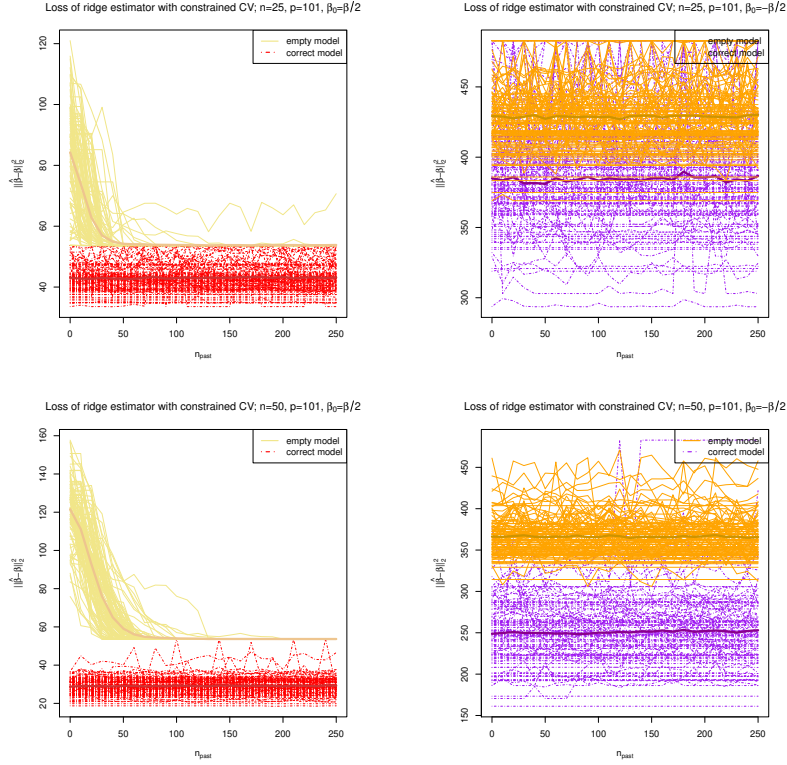 Loss of ridge estimator with constrained CV; n=25, p=101, β₀=β/2
120
100
80
60
40
||β̂−β||²₂
0 50 100 150 200 250
n_past
empty model
correct model
Loss of ridge estimator with constrained CV; n=25, p=101, β₀=−β/2
450
400
350
300
||β̂−β||²₂
0 50 100 150 200 250
n_past
empty model
correct model
Loss of ridge estimator with constrained CV; n=50, p=101, β₀=β/2
160
140
120
100
80
60
40
20
||β̂−β||²₂
0 50 100 150 200 250
n_past
empty model
correct model
Loss of ridge estimator with constrained CV; n=50, p=101, β₀=−β/2
450
400
350
300
250
200
150
||β̂−β||²₂
0 50 100 150 200 250
n_past
empty model
correct model